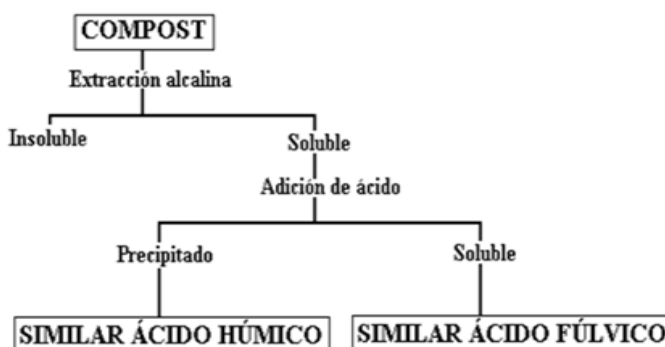 COMPOST
Extracción alcalina
Insoluble
Soluble
Adición de ácido
Precipitado
Soluble
SIMILAR ÁCIDO HÚMICO
SIMILAR ÁCIDO FÚLVICO